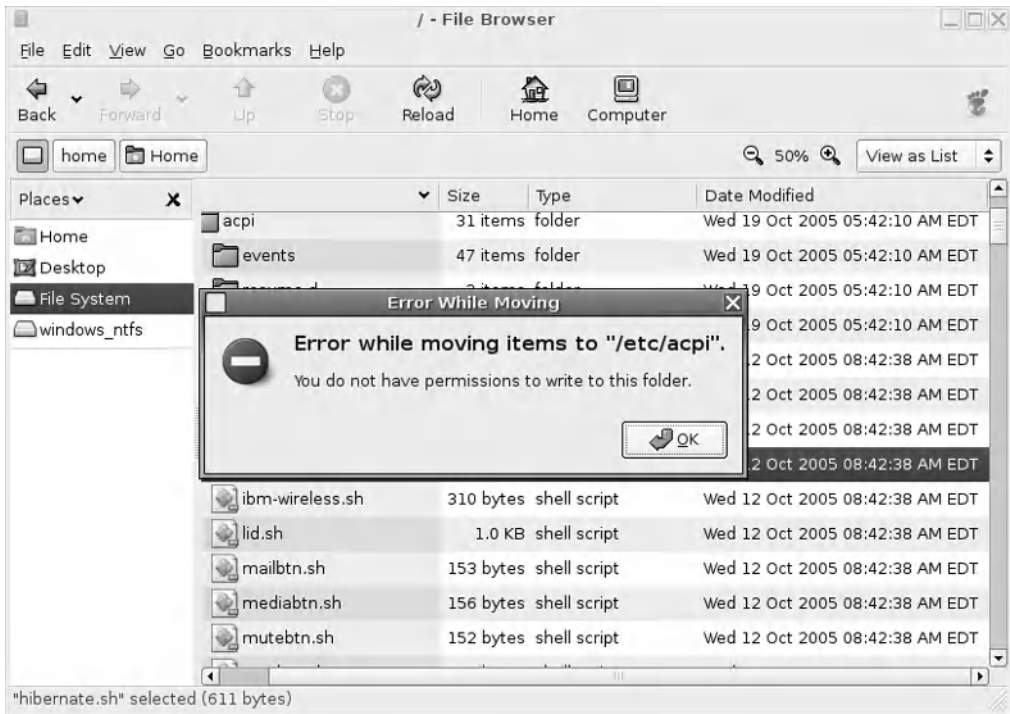 / - File Browser
File Edit View Go Bookmarks Help
Back Forward Up Stop Reload Home Computer
home Home 50% View as List
Places Size Type Date Modified
Home
Desktop
File System
windows_ntfs
acpi 31 items folder Wed 19 Oct 2005 05:42:10 AM EDT
events 47 items folder Wed 19 Oct 2005 05:42:10 AM EDT
19 Oct 2005 05:42:10 AM EDT
9 Oct 2005 05:42:10 AM EDT
2 Oct 2005 08:42:38 AM EDT
2 Oct 2005 08:42:38 AM EDT
2 Oct 2005 08:42:38 AM EDT
12 Oct 2005 08:42:38 AM EDT
Error While Moving
Error while moving items to "/etc/acpi".
You do not have permissions to write to this folder.
OK
ibm-wireless.sh 310 bytes shell script Wed 12 Oct 2005 08:42:38 AM EDT
lid.sh 1.0 KB shell script Wed 12 Oct 2005 08:42:38 AM EDT
mailbtn.sh 153 bytes shell script Wed 12 Oct 2005 08:42:38 AM EDT
mediabtn.sh 156 bytes shell script Wed 12 Oct 2005 08:42:38 AM EDT
mutebtn.sh 152 bytes shell script Wed 12 Oct 2005 08:42:38 AM EDT
"hibernate.sh" selected (611 bytes)